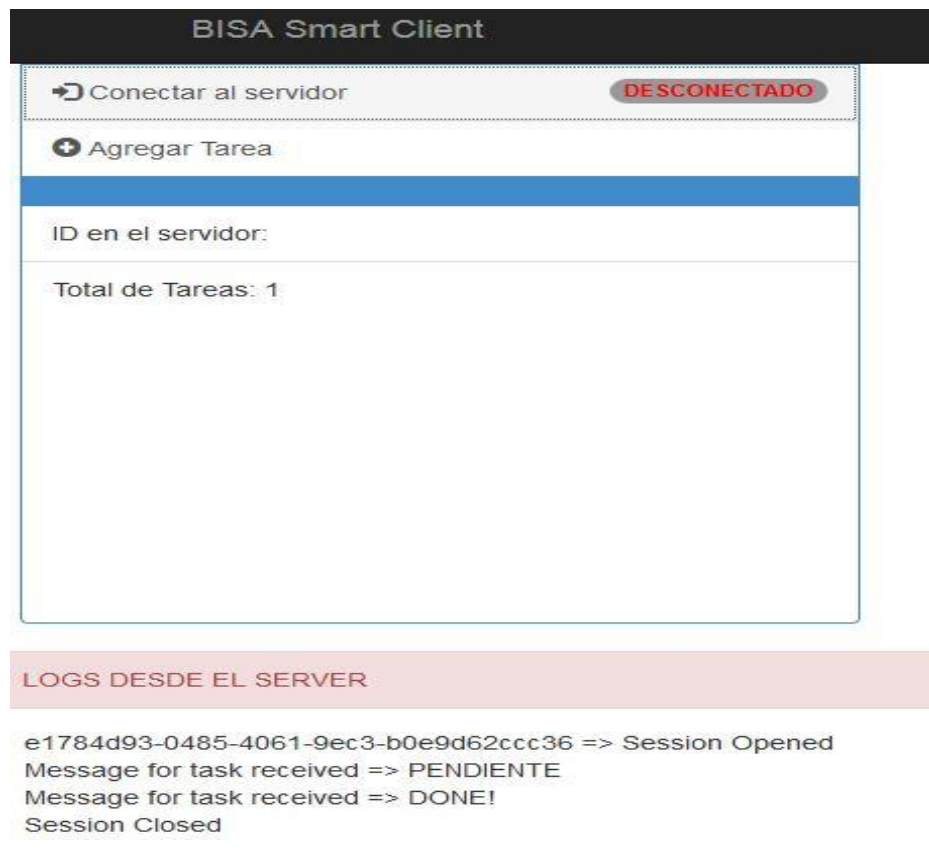 BISA Smart Client
Conectar al servidor DESCONECTADO
Agregar Tarea
ID en el servidor:
Total de Tareas: 1
LOGS DESDE EL SERVER
e1784d93-0485-4061-9ec3-b0e9d62ccc36 => Session Opened
Message for task received => PENDIENTE
Message for task received => DONE!
Session Closed